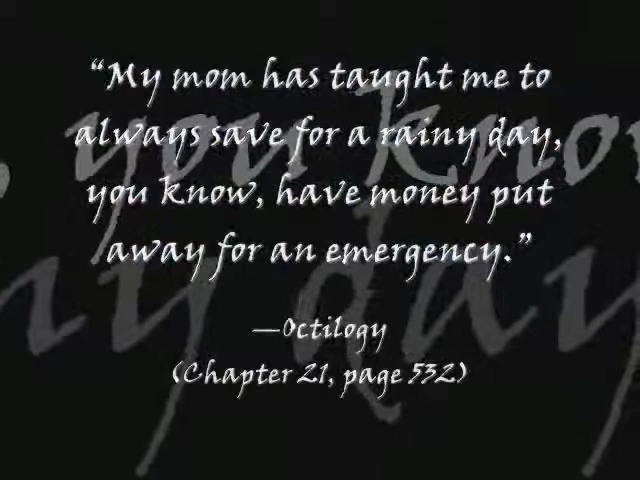 “My mom has taught me to
always save for a rainy day,
you know, have money put
away for an emergency.”
—Octilogy
(Chapter 21, page 532)